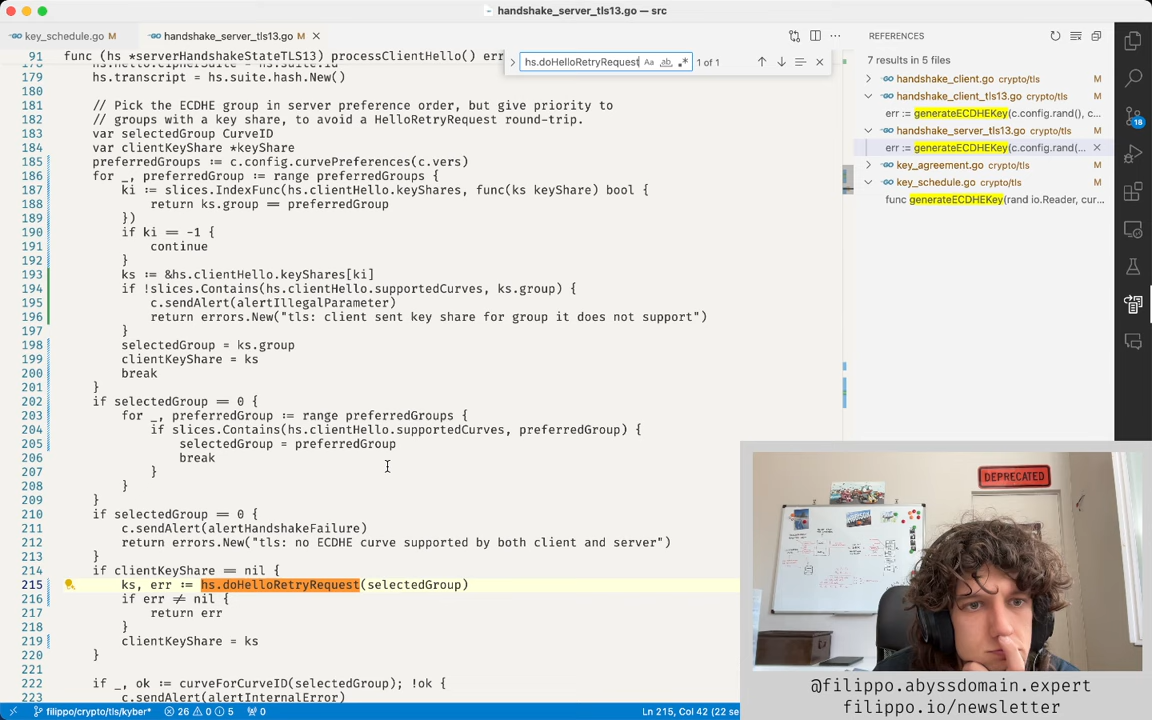 handshake_server_tls13.go — src
key_schedule.go M
handshake_server_tls13.go M
REFERENCES
91 func (hs *serverHandshakeStateTLS13) processClientHello() err
hs.doHelloRetryRequest Aa ab 1 of 1
7 results in 5 files
handshake_client.go crypto/tls M
handshake_client_tls13.go crypto/tls M
err := generateECDHEKey(c.config.rand(), c...
handshake_server_tls13.go crypto/tls M
err := generateECDHEKey(c.config.rand(...
key_agreement.go crypto/tls M
key_schedule.go crypto/tls M
func generateECDHEKey(rand io.Reader, cur...
179 hs.transcript = hs.suite.hash.New()
180
181 // Pick the ECDHE group in server preference order, but give priority to
182 // groups with a key share, to avoid a HelloRetryRequest round-trip.
183 var selectedGroup CurveID
184 var clientKeyShare *keyShare
185 preferredGroups := c.config.curvePreferences(c.vers)
186 for _, preferredGroup := range preferredGroups {
187 ki := slices.IndexFunc(hs.clientHello.keyShares, func(ks keyShare) bool {
188 return ks.group == preferredGroup
189 })
190 if ki == -1 {
191 continue
192 }
193 ks := &hs.clientHello.keyShares[ki]
194 if !slices.Contains(hs.clientHello.supportedCurves, ks.group) {
195 c.sendAlert(alertIllegalParameter)
196 return errors.New("tls: client sent key share for group it does not support")
197 }
198 selectedGroup = ks.group
199 clientKeyShare = ks
200 break
201 }
202 if selectedGroup == 0 {
203 for _, preferredGroup := range preferredGroups {
204 if slices.Contains(hs.clientHello.supportedCurves, preferredGroup) {
205 selectedGroup = preferredGroup
206 break
207 }
208 }
209 }
210 if selectedGroup == 0 {
211 c.sendAlert(alertHandshakeFailure)
212 return errors.New("tls: no ECDHE curve supported by both client and server")
213 }
214 if clientKeyShare == nil {
215 ks, err := hs.doHelloRetryRequest(selectedGroup)
216 if err != nil {
217 return err
218 }
219 clientKeyShare = ks
220 }
221
222 if _, ok := curveForCurveID(selectedGroup); !ok {
223 c.sendAlert(alertInternalError)
16
DEPRECATED
@filippo.abyssdomain.expert
filippo.io/newsletter
filippo/crypto/tls/kyber* 26 0 5 0
Ln 215, Col 42 (22 se